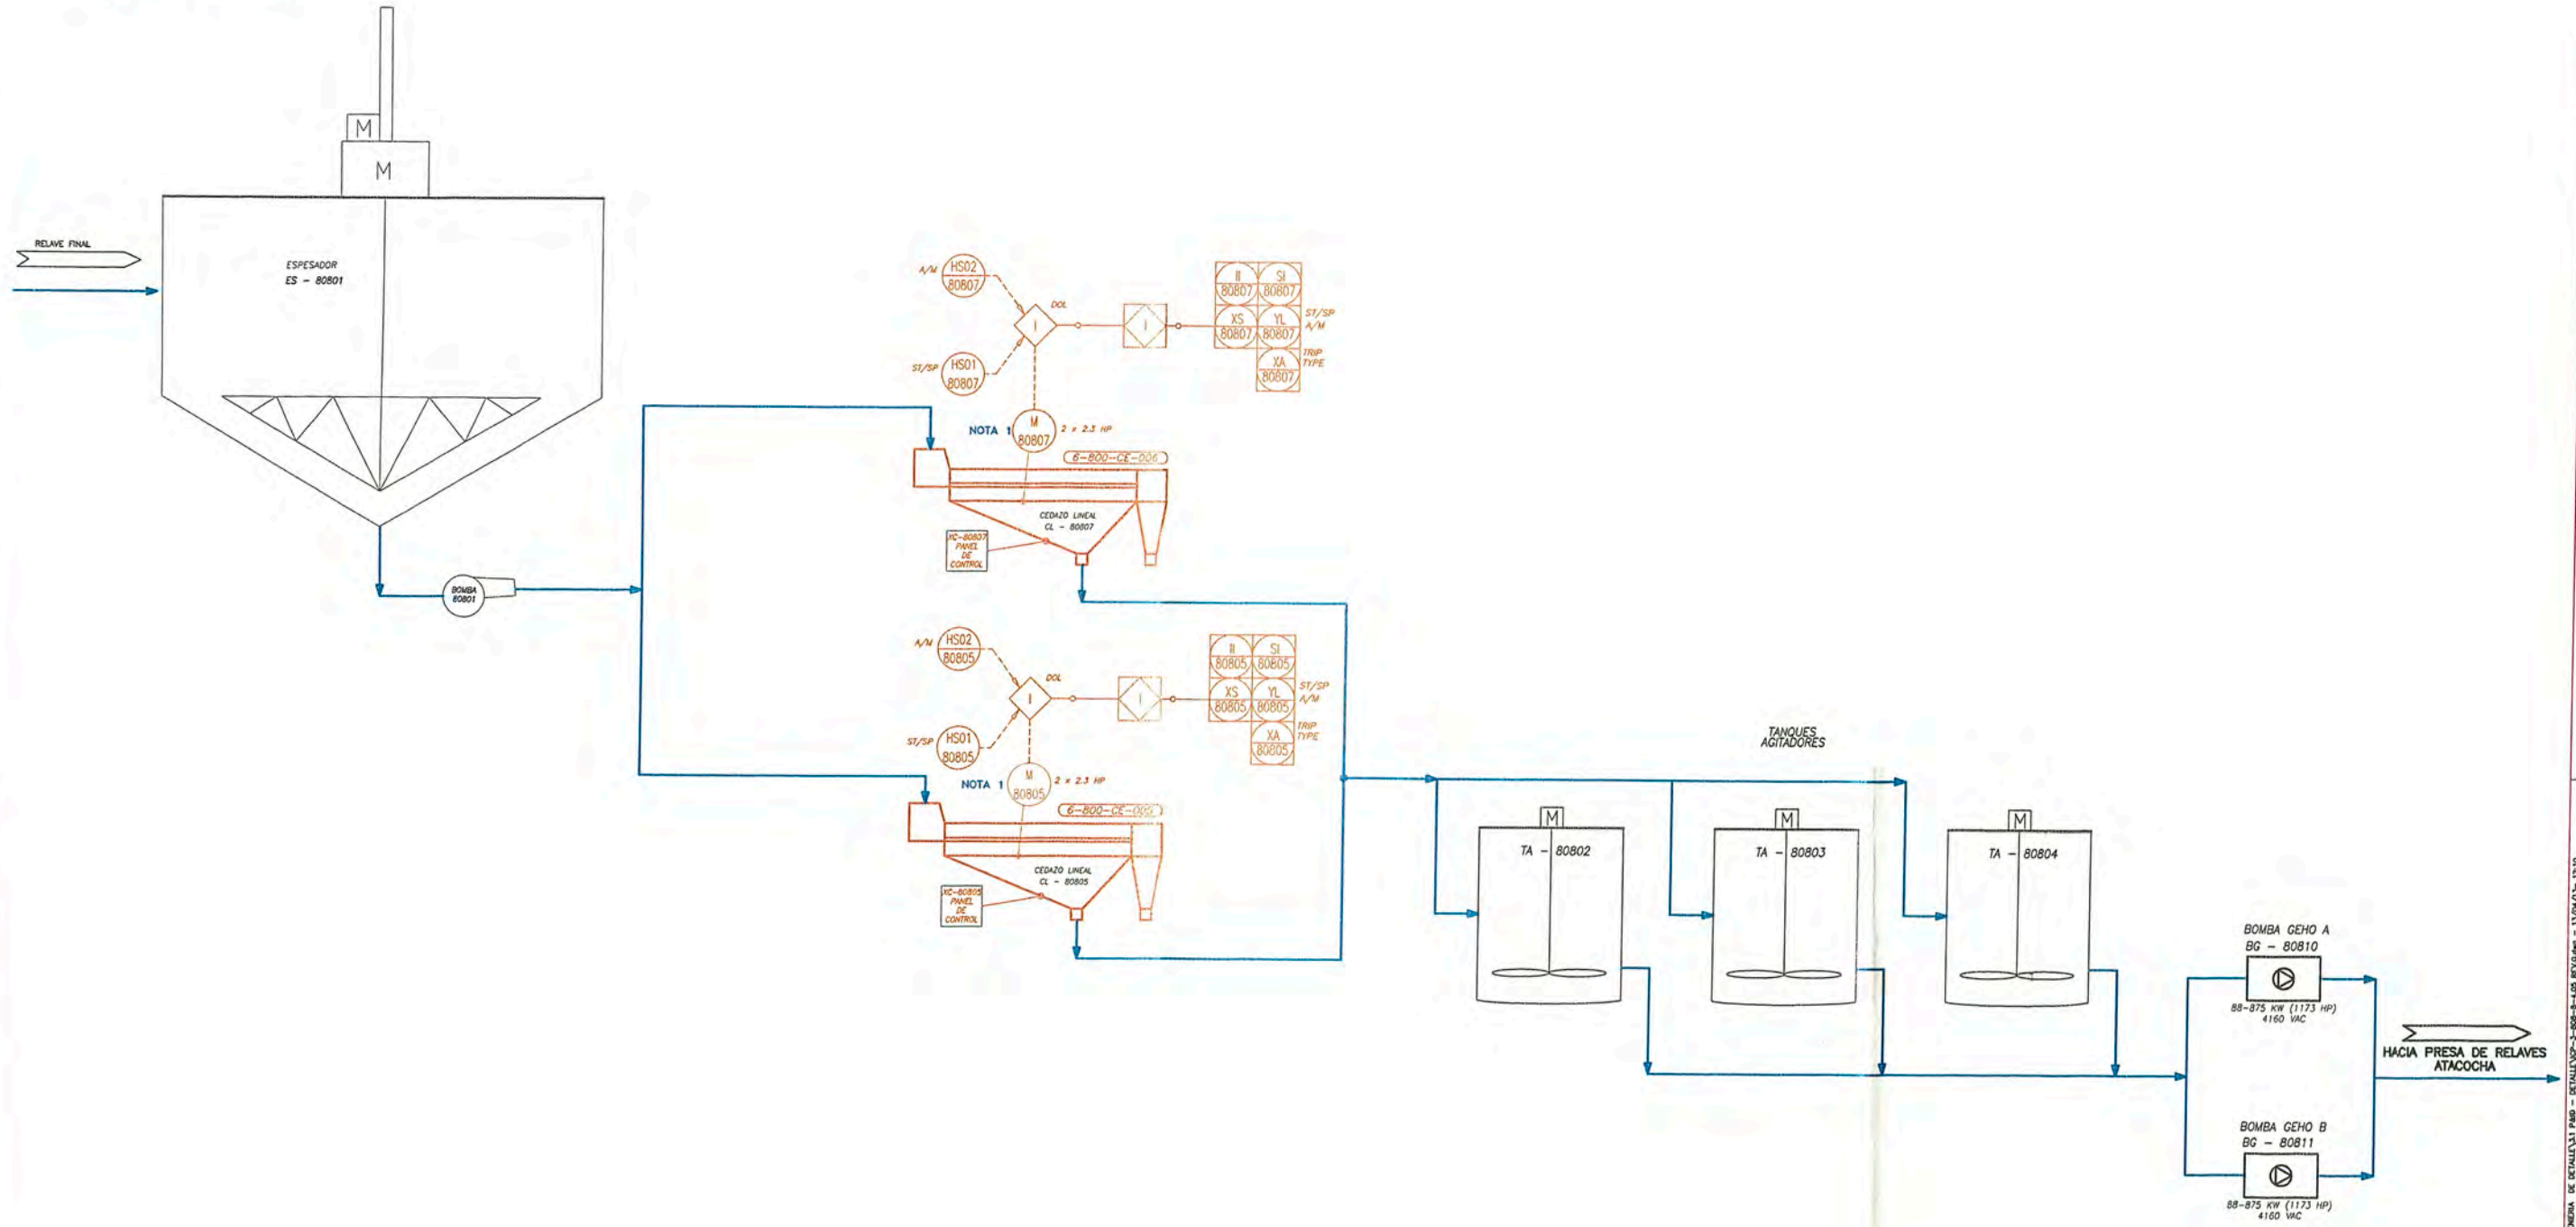 M
M
RELAVE FINAL
ESPESADOR
ES - 80801
BOMBA
80801
A/M
HS02
80807
DOL
I
I
ST/SP
HS01
80807
II
80807
SI
80807
XS
80807
YL
80807
ST/SP
A/M
XA
80807
TRIP
TYPE
NOTA 1
M
80807
2 x 2.3 HP
6-800-CE-006
CEDAZO LINEAL
CL - 80807
XC-80807
PANEL
DE
CONTROL
A/M
HS02
80805
DOL
I
I
ST/SP
HS01
80805
II
80805
SI
80805
XS
80805
YL
80805
ST/SP
A/M
XA
80805
TRIP
TYPE
NOTA 1
M
80805
2 x 2.3 HP
6-800-CE-005
CEDAZO LINEAL
CL - 80805
XC-80805
PANEL
DE
CONTROL
TANQUES
AGITADORES
M
TA - 80802
M
TA - 80803
M
TA - 80804
BOMBA GEHO A
BG - 80810
88-875 KW (1173 HP)
4160 VAC
HACIA PRESA DE RELAVES
ATACOCHA
BOMBA GEHO B
BG - 80811
88-875 KW (1173 HP)
4160 VAC